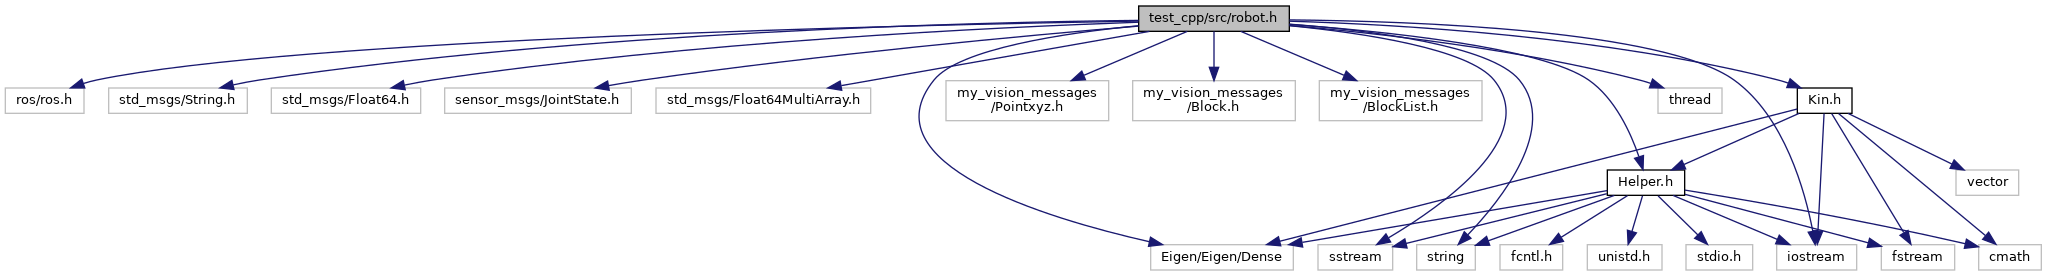 test_cpp/src/robot.h
ros/ros.h
std_msgs/String.h
std_msgs/Float64.h
sensor_msgs/JointState.h
std_msgs/Float64MultiArray.h
my_vision_messages
/Pointxyz.h
my_vision_messages
/Block.h
my_vision_messages
/BlockList.h
thread
Kin.h
Helper.h
vector
Eigen/Eigen/Dense
sstream
string
fcntl.h
unistd.h
stdio.h
iostream
fstream
cmath